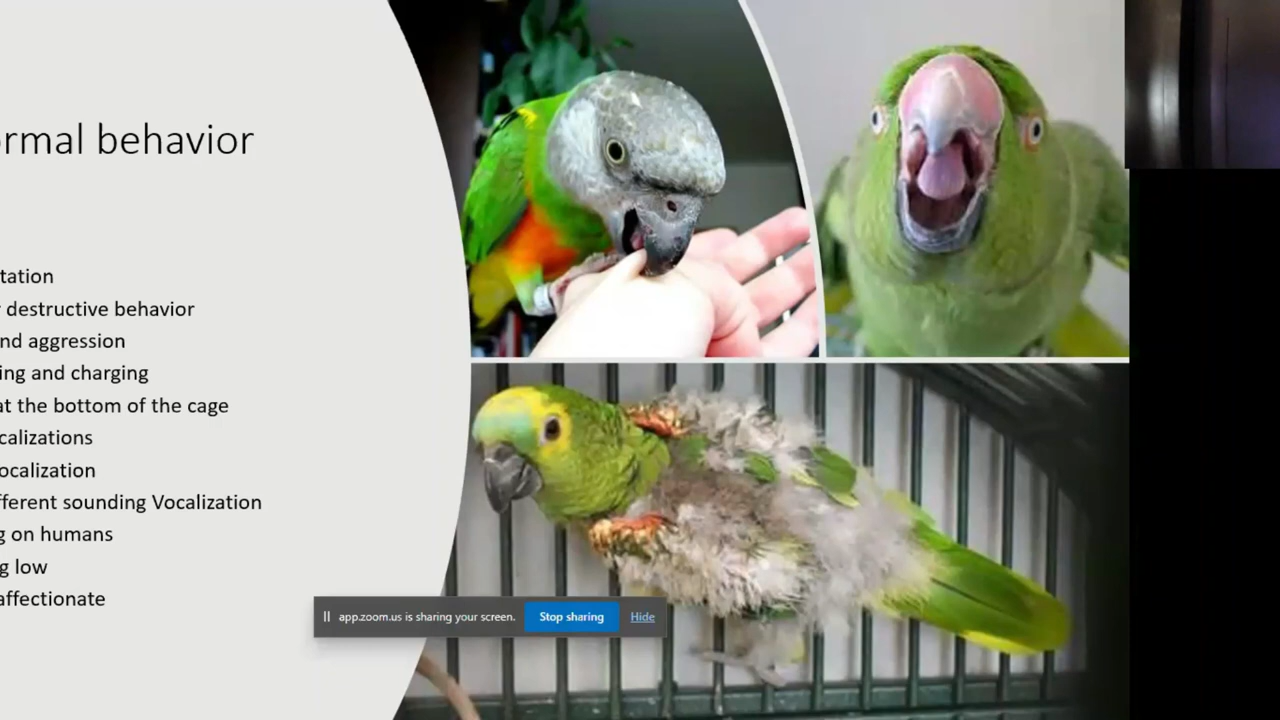 ormal behavior
tation
destructive behavior
nd aggression
ing and charging
at the bottom of the cage
calizations
ocalization
fferent sounding Vocalization
g on humans
g low
affectionate
app.zoom.us is sharing your screen. Stop sharing Hide